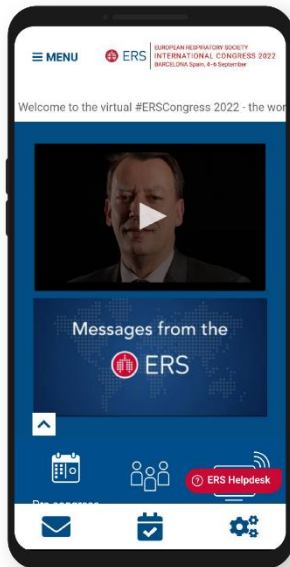 MENU
ERS
EUROPEAN RESPIRATORY SOCIETY
INTERNATIONAL CONGRESS 2022
BARCELONA Spain, 4-6 September
Welcome to the virtual #ERSCongress 2022 - the wor
Messages from the
ERS
ERS Helpdesk